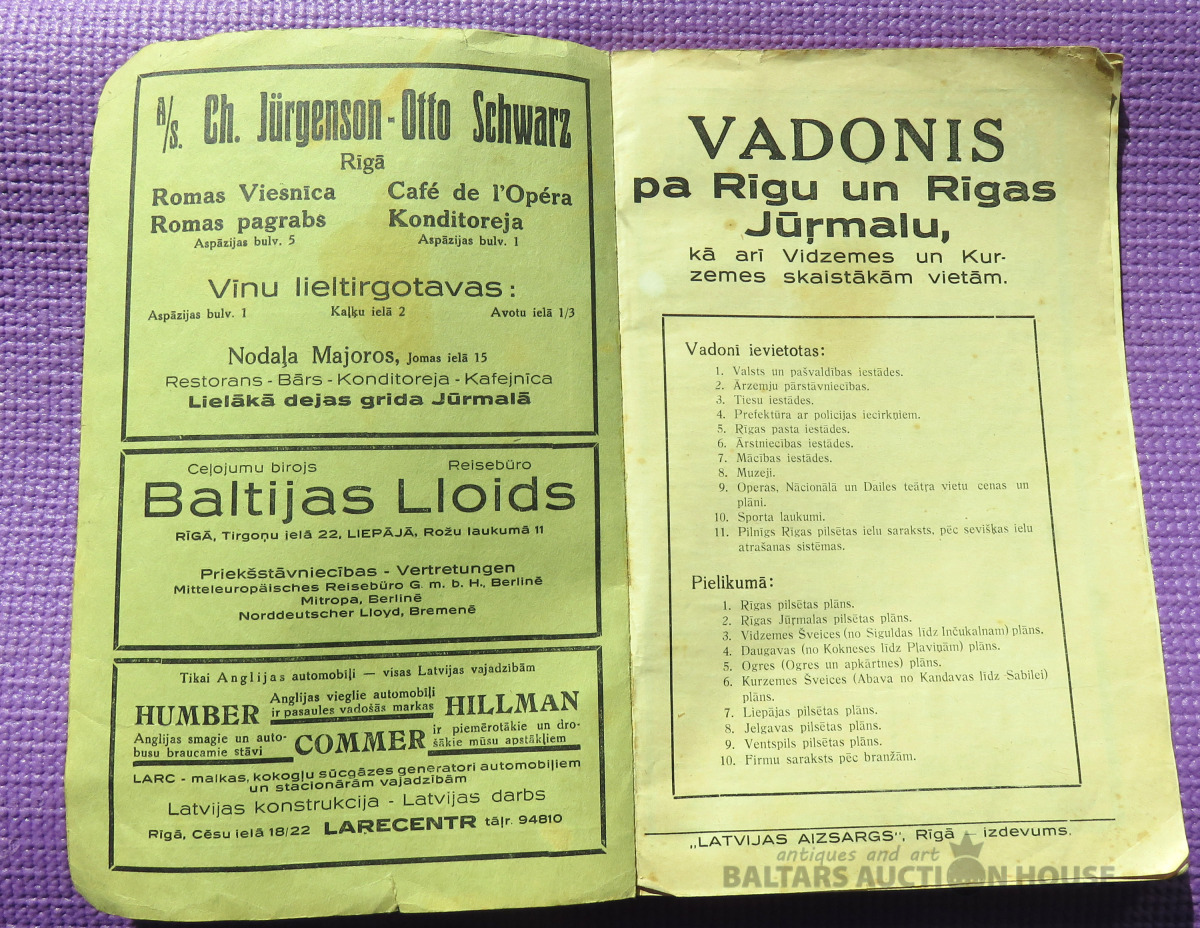 A/s. Ch. Jürgenson - Otto Schwarz
Rīgā
Romas Viesnīca
Romas pagrabs
Aspāzijas bulv. 5
Café de l'Opéra
Konditoreja
Aspāzijas bulv. 1
Vīnu lieltirgotavas:
Aspāzijas bulv. 1 Kaļķu ielā 2 Avotu ielā 1/3
Nodaļa Majoros, Jomas ielā 15
Restorans - Bārs - Konditoreja - Kafejnīca
Lielākā dejas grida Jūrmalā
Ceļojumu birojs Reisebüro
Baltijas Lloids
RĪGĀ, Tirgoņu ielā 22, LIEPĀJĀ, Rožu laukumā 11
Priekšstāvniecības - Vertretungen
Mitteleuropäisches Reisebüro G. m. b. H., Berlinē
Mitropa, Berlinē
Norddeutscher Lloyd, Bremenē
Tikai Anglijas automobiļi — visas Latvijas vajadzībām
HUMBER Anglijas vieglie automobiļi
ir pasaules vadošās markas HILLMAN
Anglijas smagie un auto-
busu braucamie stāvi COMMER ir piemērotākie un dro-
šākie mūsu apstākļiem
LARC - malkas, kokogļu sūcgāzes ģeneratori automobiļiem
un stacionārām vajadzībām
Latvijas konstrukcija - Latvijas darbs
Rīgā, Cēsu ielā 18/22 LARECENTR tāļr. 94810
VADONIS
pa Rīgu un Rīgas
Jūŗmalu,
kā arī Vidzemes un Kur-
zemes skaistākām vietām.
Vadonī ievietotas:
1. Valsts un pašvaldības iestādes.
2. Ārzemju pārstāvniecības.
3. Tiesu iestādes.
4. Prefektūra ar policijas iecirkņiem.
5. Rīgas pasta iestādes.
6. Ārstniecības iestādes.
7. Mācības iestādes.
8. Muzeji.
9. Operas, Nācionālā un Dailes teātŗa vietu cenas un
plāni.
10. Sporta laukumi.
11. Pilnīgs Rīgas pilsētas ielu saraksts, pēc sevišķas ielu
atrašanas sistēmas.
Pielikumā:
1. Rīgas pilsētas plāns.
2. Rīgas Jūrmalas pilsētas plāns.
3. Vidzemes Šveices (no Siguldas līdz Inčukalnam) plāns.
4. Daugavas (no Kokneses līdz Pļaviņām) plāns.
5. Ogres (Ogres un apkārtnes) plāns.
6. Kurzemes Šveices (Abava no Kandavas līdz Sabilei)
plāns.
7. Liepājas pilsētas plāns.
8. Jelgavas pilsētas plāns.
9. Ventspils pilsētas plāns.
10. Firmu saraksts pēc branžām.
„LATVIJAS AIZSARGS“, Rīgā — izdevums.
antiques and art
BALTARS AUCTION HOUSE